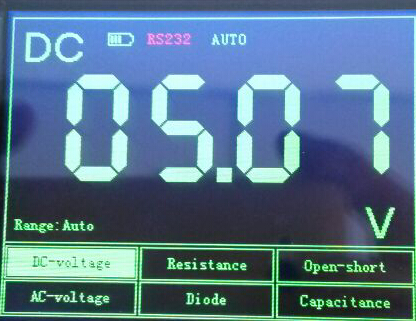 DC RS232 AUTO
05.07
V
Range:Auto
DC-voltage Resistance Open-short
AC-voltage Diode Capacitance